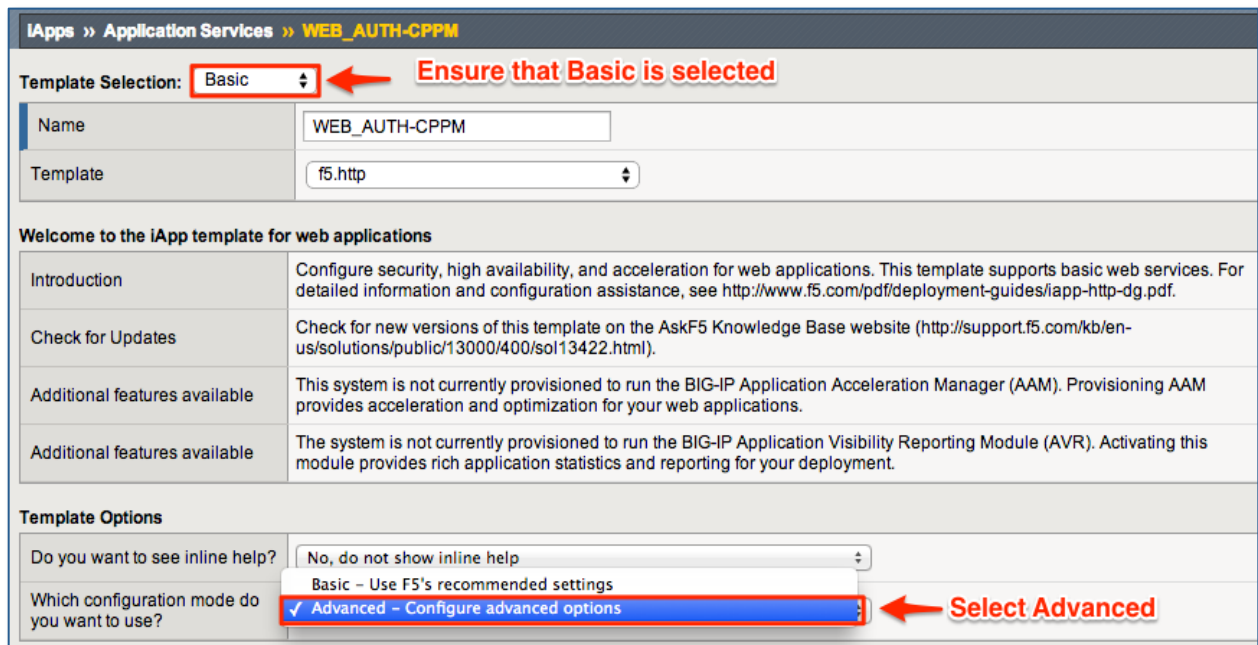 iApps » Application Services » WEB_AUTH-CPPM
Template Selection: Basic Ensure that Basic is selected
Name WEB_AUTH-CPPM
Template f5.http
Welcome to the iApp template for web applications
Introduction Configure security, high availability, and acceleration for web applications. This template supports basic web services. For
detailed information and configuration assistance, see http://www.f5.com/pdf/deployment-guides/iapp-http-dg.pdf.
Check for Updates Check for new versions of this template on the AskF5 Knowledge Base website (http://support.f5.com/kb/en-
us/solutions/public/13000/400/sol13422.html).
Additional features available This system is not currently provisioned to run the BIG-IP Application Acceleration Manager (AAM). Provisioning AAM
provides acceleration and optimization for your web applications.
Additional features available The system is not currently provisioned to run the BIG-IP Application Visibility Reporting Module (AVR). Activating this
module provides rich application statistics and reporting for your deployment.
Template Options
Do you want to see inline help? No, do not show inline help
Basic – Use F5's recommended settings
Which configuration mode do
you want to use? ✓ Advanced – Configure advanced options Select Advanced